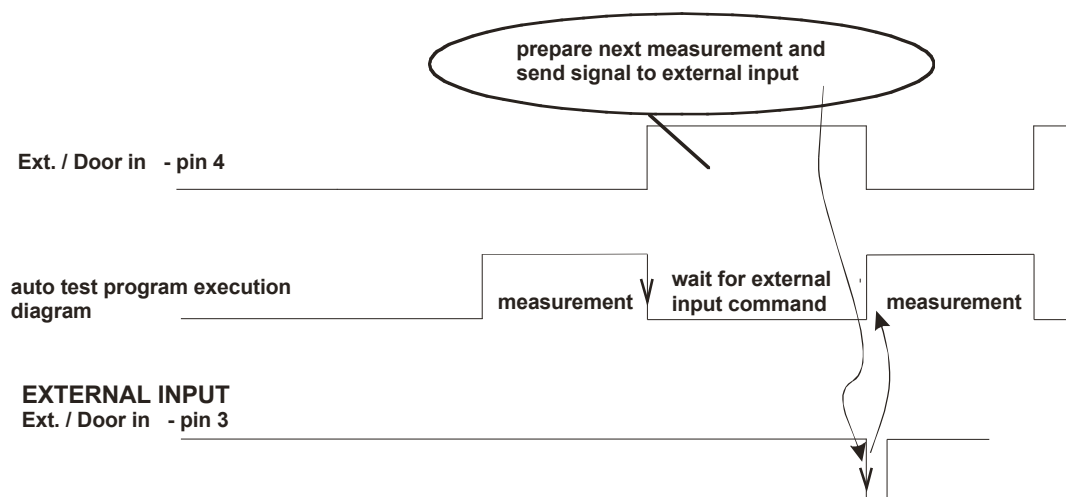 prepare next measurement and
send signal to external input
Ext. / Door in - pin 4
auto test program execution
diagram
measurement
wait for external
input command
measurement
EXTERNAL INPUT
Ext. / Door in - pin 3